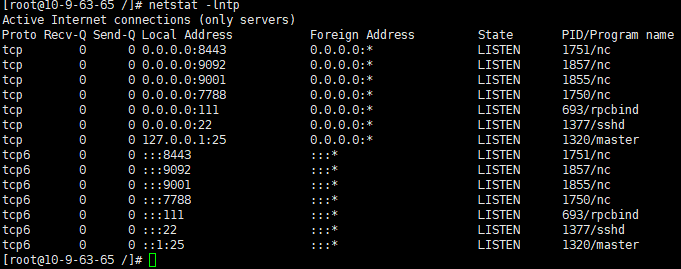 [root@10-9-63-65 /]# netstat -lntp
Active Internet connections (only servers)
Proto Recv-Q Send-Q Local Address           Foreign Address         State       PID/Program name
tcp        0      0 0.0.0.0:8443            0.0.0.0:*               LISTEN      1751/nc
tcp        0      0 0.0.0.0:9092            0.0.0.0:*               LISTEN      1857/nc
tcp        0      0 0.0.0.0:9001            0.0.0.0:*               LISTEN      1855/nc
tcp        0      0 0.0.0.0:7788            0.0.0.0:*               LISTEN      1750/nc
tcp        0      0 0.0.0.0:111             0.0.0.0:*               LISTEN      693/rpcbind
tcp        0      0 0.0.0.0:22              0.0.0.0:*               LISTEN      1377/sshd
tcp        0      0 127.0.0.1:25            0.0.0.0:*               LISTEN      1320/master
tcp6       0      0 :::8443                 :::*                    LISTEN      1751/nc
tcp6       0      0 :::9092                 :::*                    LISTEN      1857/nc
tcp6       0      0 :::9001                 :::*                    LISTEN      1855/nc
tcp6       0      0 :::7788                 :::*                    LISTEN      1750/nc
tcp6       0      0 :::111                  :::*                    LISTEN      693/rpcbind
tcp6       0      0 :::22                   :::*                    LISTEN      1377/sshd
tcp6       0      0 ::1:25                  :::*                    LISTEN      1320/master
[root@10-9-63-65 /]#